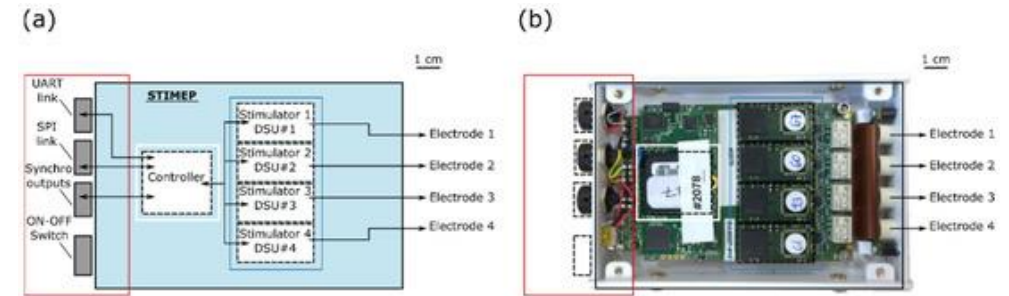 (a)
(b)
1 cm
1 cm
UART
link
STIMEP
Stimulator 1
DSU#1
Electrode 1
Electrode 1
SPI
link
Stimulator 2
DSU#2
Electrode 2
Electrode 2
Synchro
outputs
Controller
Stimulator 3
DSU#3
Electrode 3
Electrode 3
#2078
ON-OFF
Switch
Stimulator 4
DSU#4
Electrode 4
Electrode 4